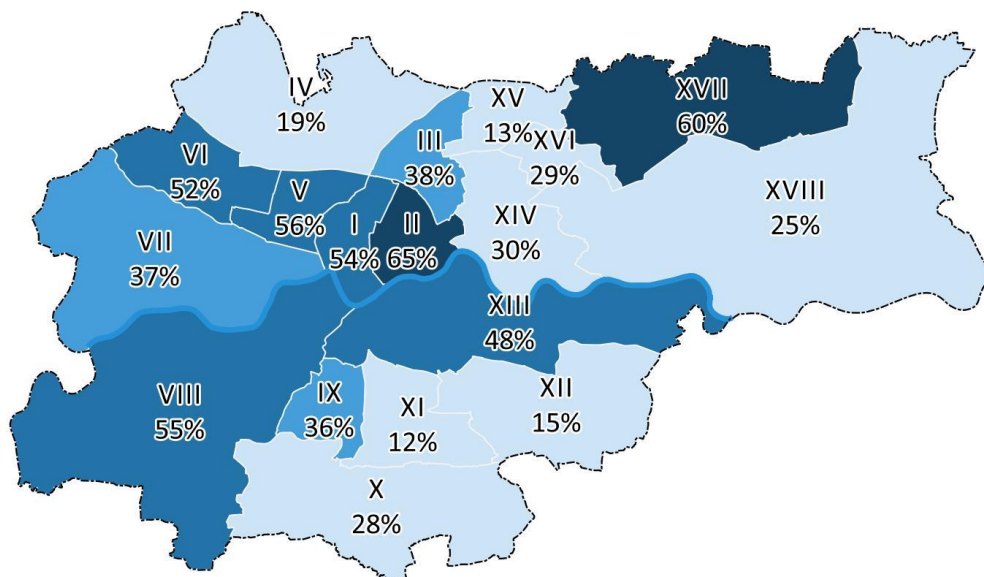 IV
19%
XV
13%
XVII
60%
III
38%
XVI
29%
VI
52%
V
56%
XVIII
25%
I
54%
II
65%
XIV
30%
VII
37%
XIII
48%
VIII
55%
IX
36%
XI
12%
XII
15%
X
28%